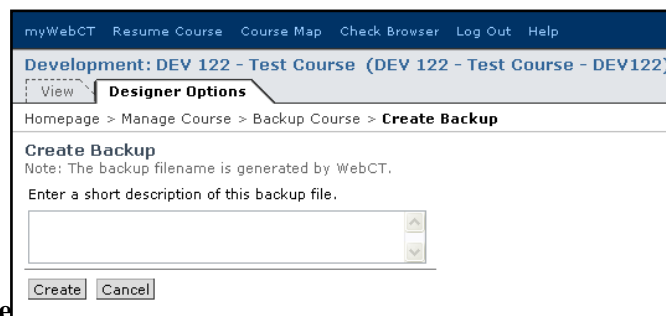 myWebCT Resume Course Course Map Check Browser Log Out Help
Development: DEV 122 - Test Course (DEV 122 - Test Course - DEV122)
View Designer Options
Homepage > Manage Course > Backup Course > Create Backup
Create Backup
Note: The backup filename is generated by WebCT.
Enter a short description of this backup file.
Create Cancel
e